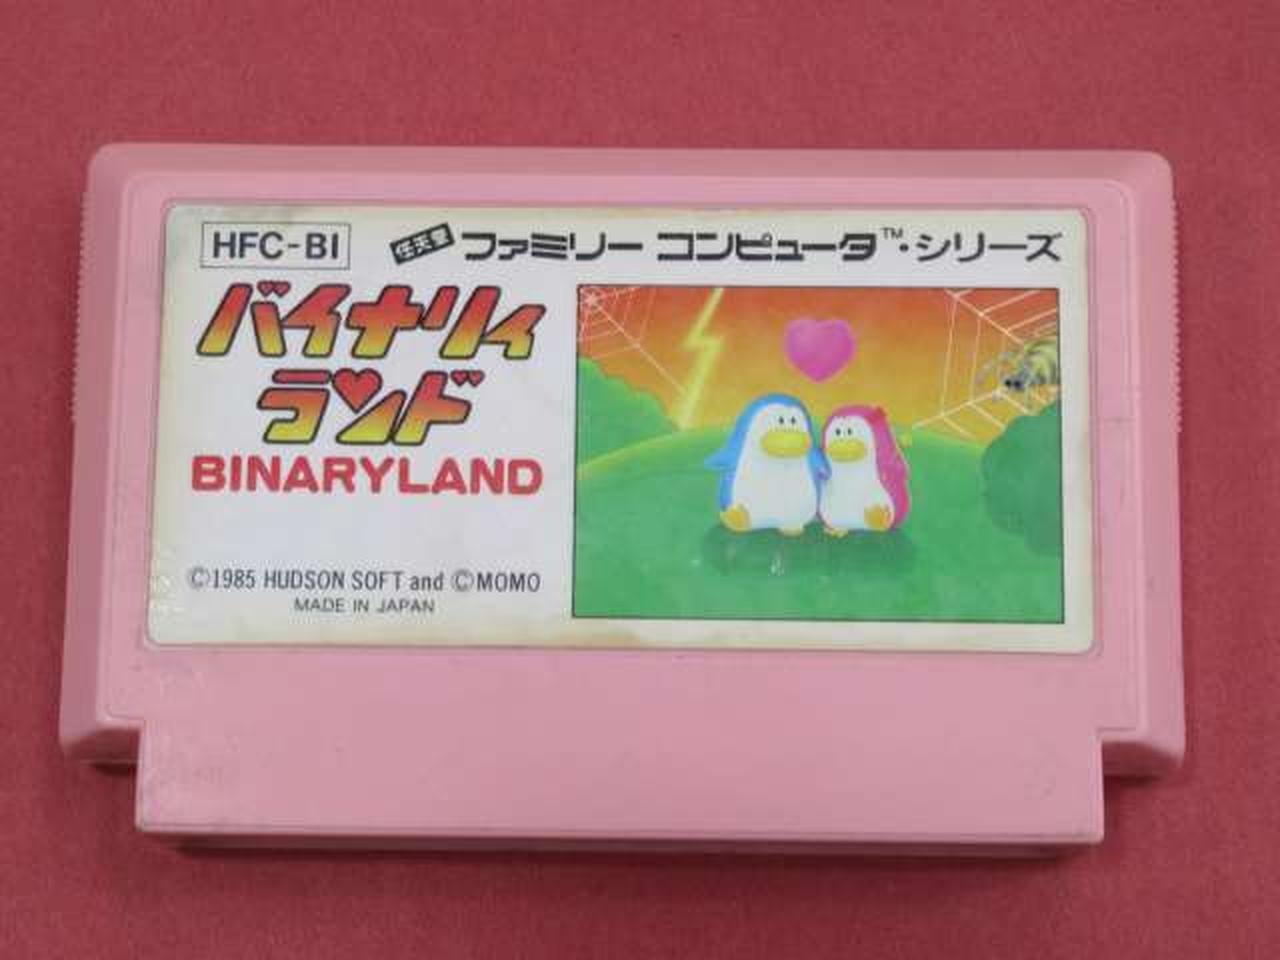 HFC-BI
任天堂 ファミリー コンピュータ™・シリーズ
バイナリィ
ランド
BINARYLAND
©1985 HUDSON SOFT and ©MOMO
MADE IN JAPAN